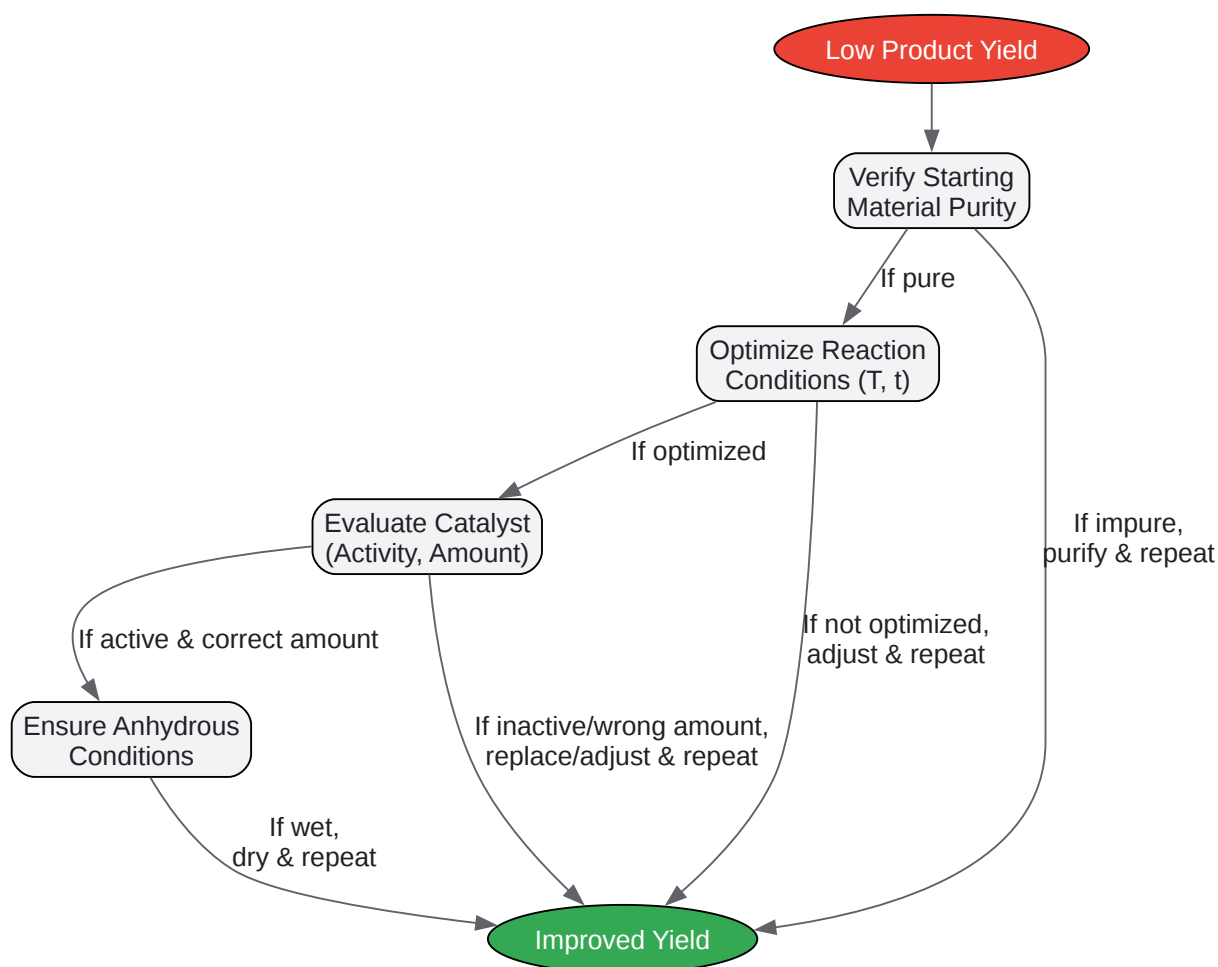 Low Product Yield
Verify Starting
Material Purity
If pure
Optimize Reaction
Conditions (T, t)
If optimized
Evaluate Catalyst
(Activity, Amount)
If impure,
purify & repeat
If active & correct amount
If not optimized,
adjust & repeat
Ensure Anhydrous
Conditions
If inactive/wrong amount,
replace/adjust & repeat
If wet,
dry & repeat
Improved Yield